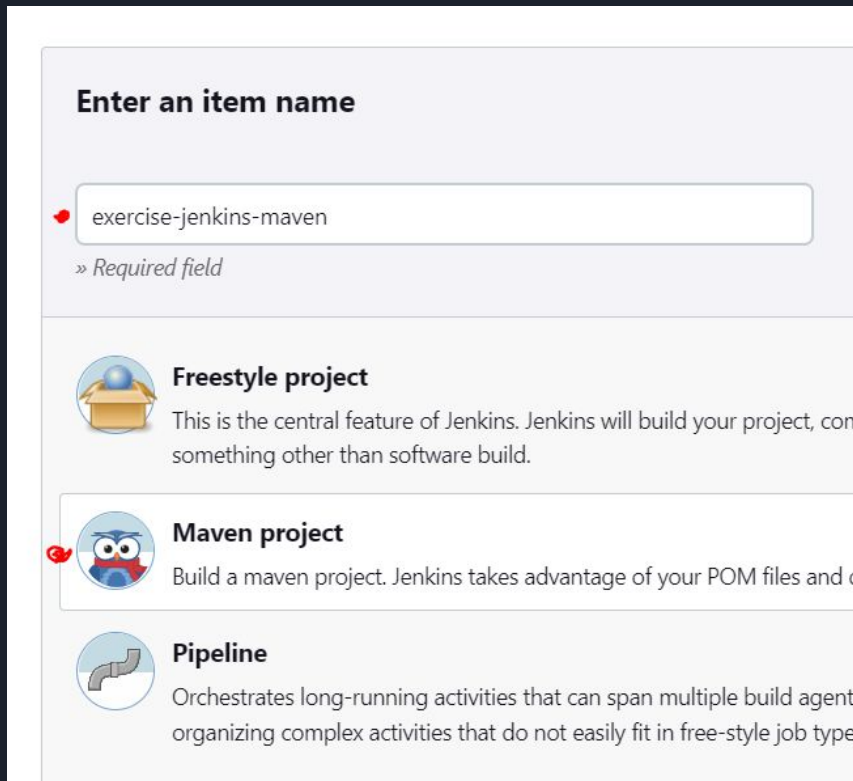 Enter an item name
exercise-jenkins-maven
» Required field
Freestyle project
This is the central feature of Jenkins. Jenkins will build your project, com
something other than software build.
Maven project
Build a maven project. Jenkins takes advantage of your POM files and
Pipeline
Orchestrates long-running activities that can span multiple build agent
organizing complex activities that do not easily fit in free-style job type